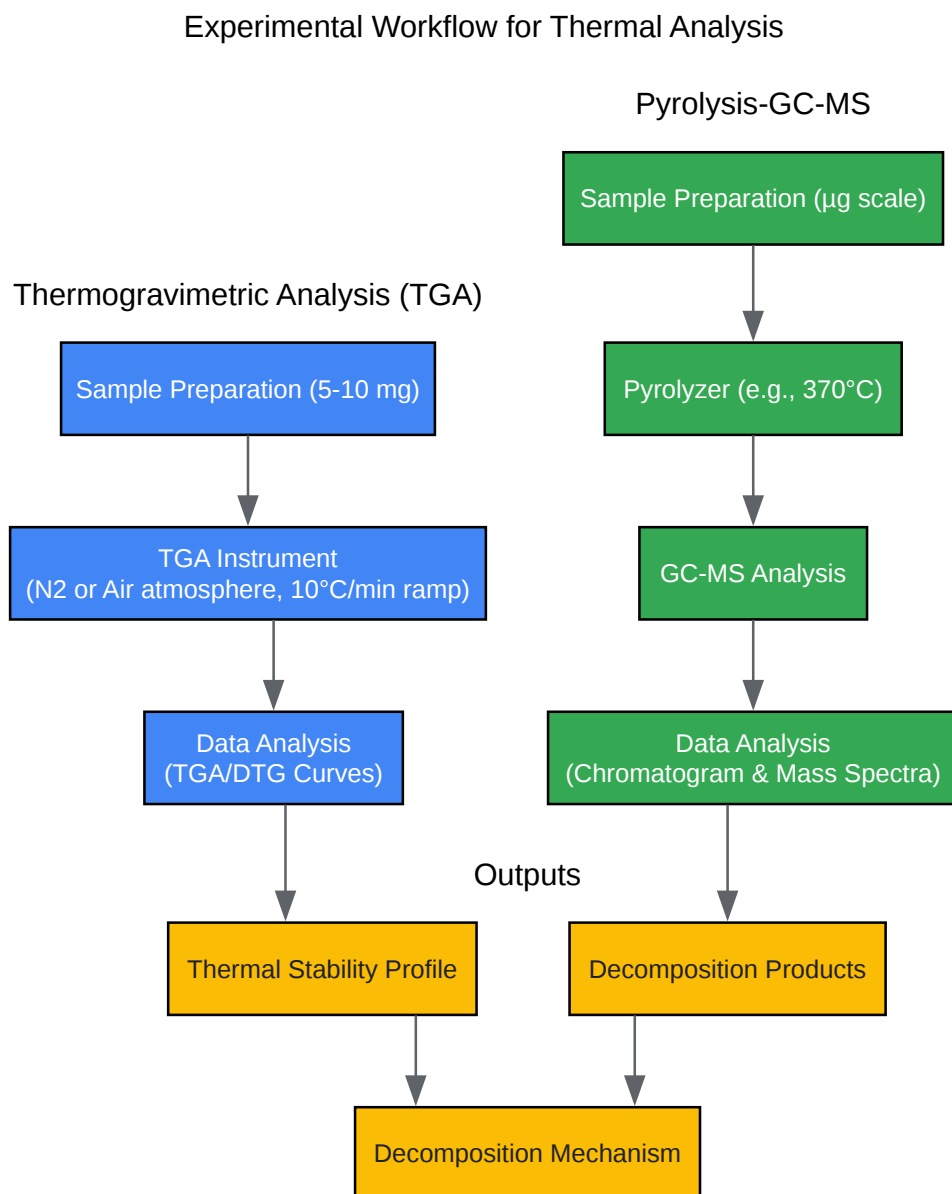 Experimental Workflow for Thermal Analysis
Pyrolysis-GC-MS
Sample Preparation (µg scale)
Thermogravimetric Analysis (TGA)
Sample Preparation (5-10 mg)
Pyrolyzer (e.g., 370°C)
TGA Instrument
(N2 or Air atmosphere, 10°C/min ramp)
GC-MS Analysis
Data Analysis
(TGA/DTG Curves)
Data Analysis
(Chromatogram & Mass Spectra)
Outputs
Thermal Stability Profile
Decomposition Products
Decomposition Mechanism